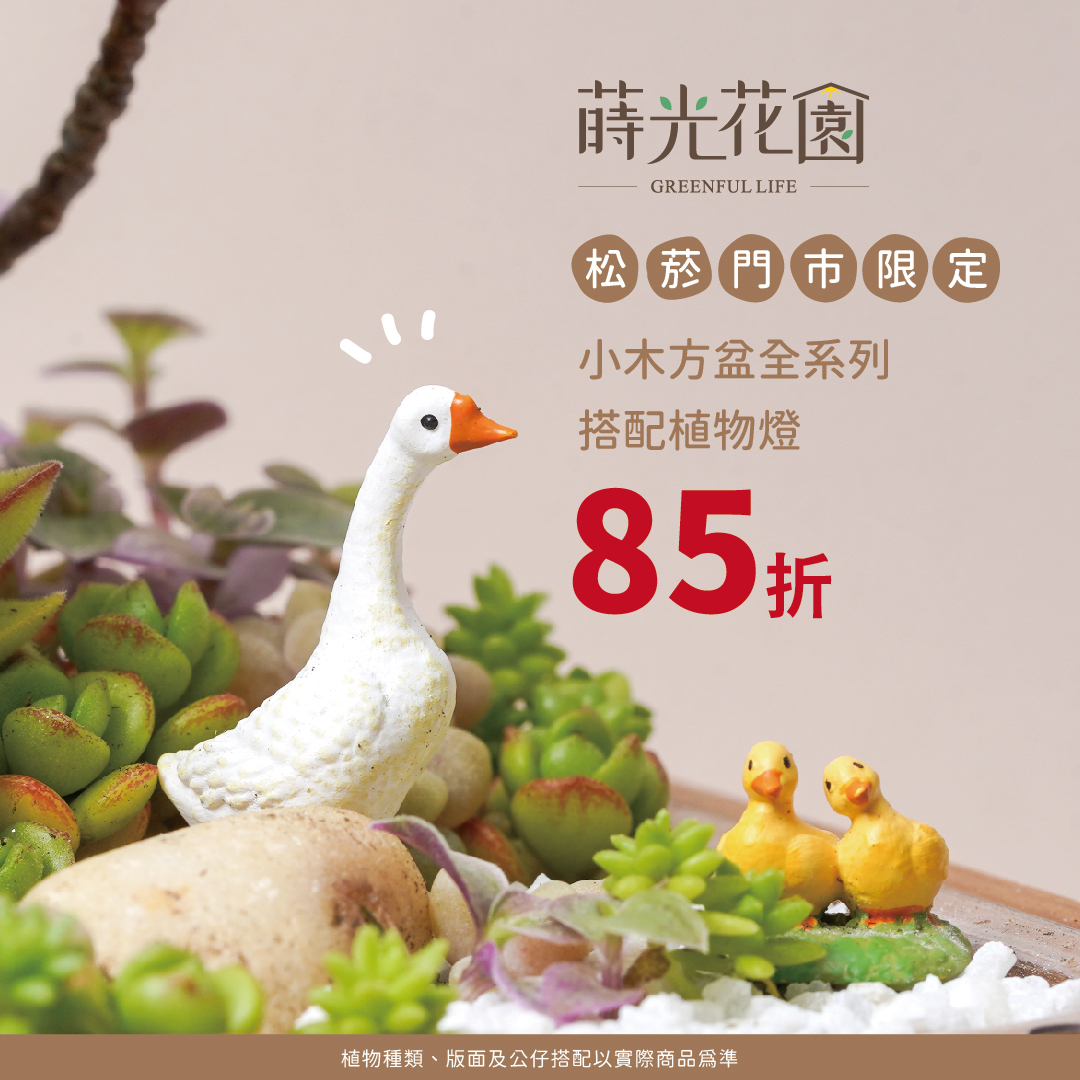 蒔光花園
GREENFUL LIFE
松菸門市限定
小木方盆全系列
搭配植物燈
85折
植物種類、版面及公仔搭配以實際商品爲準